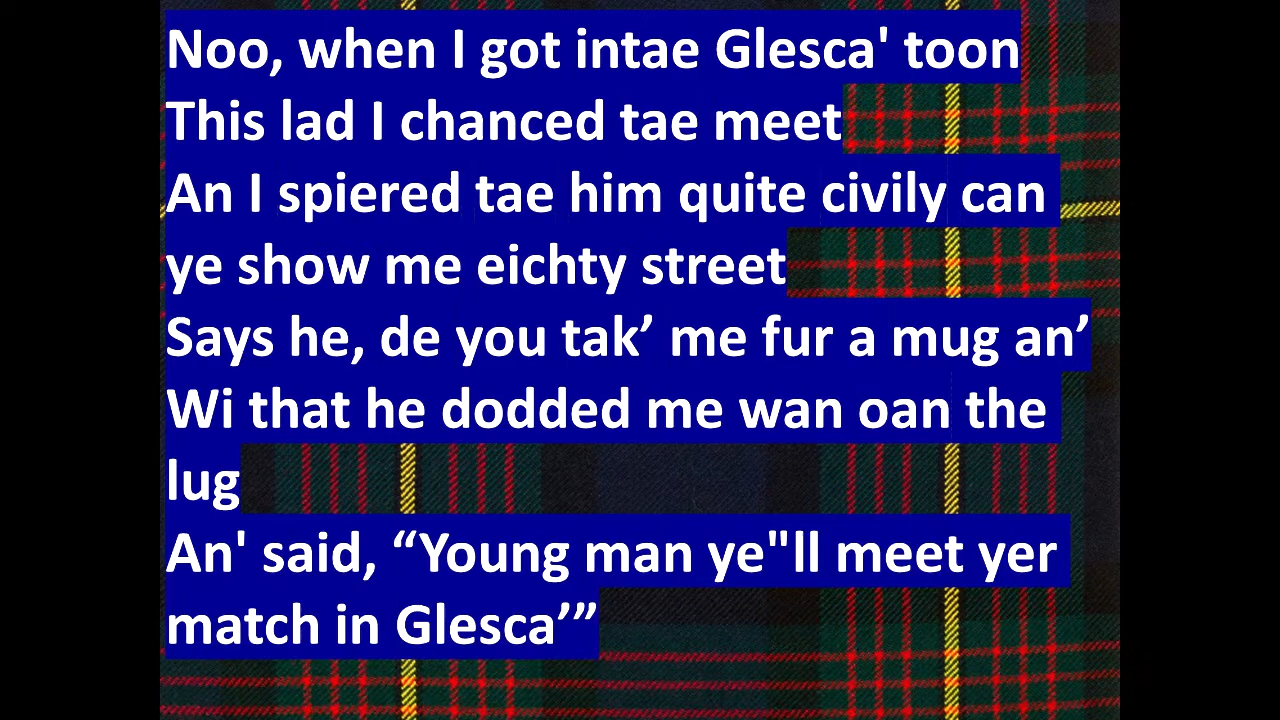 Noo, when I got intae Glesca' toon
This lad I chanced tae meet
An I spiered tae him quite civily can
ye show me eichty street
Says he, de you tak’ me fur a mug an’
Wi that he dodded me wan oan the
lug
An' said, “Young man ye"ll meet yer
match in Glesca’”